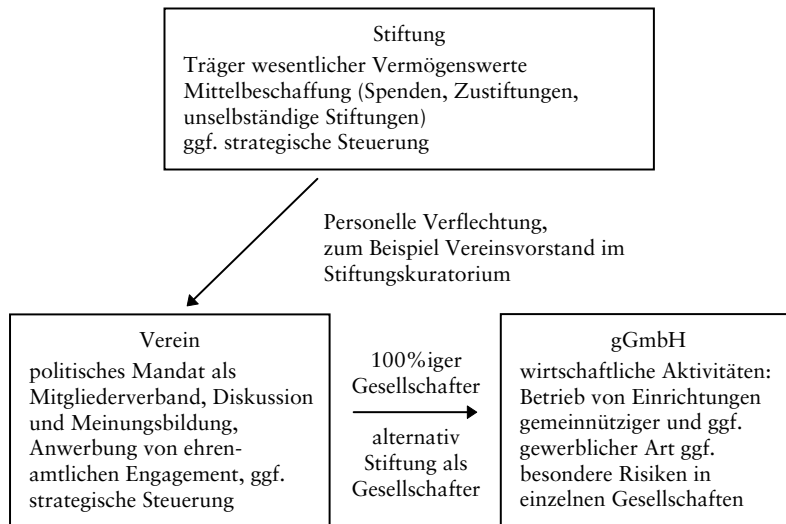 Stiftung
Träger wesentlicher Vermögenswerte
Mittelbeschaffung (Spenden, Zustiftungen,
unselbständige Stiftungen)
ggf. strategische Steuerung
Personelle Verflechtung,
zum Beispiel Vereinsvorstand im
Stiftungskuratorium
Verein
politisches Mandat als
Mitgliederverband, Diskussion
und Meinungsbildung,
Anwerbung von ehren-
amtlichen Engagement, ggf.
strategische Steuerung
100%iger
Gesellschafter
alternativ
Stiftung als
Gesellschafter
gGmbH
wirtschaftliche Aktivitäten:
Betrieb von Einrichtungen
gemeinnütziger und ggf.
gewerblicher Art ggf.
besondere Risiken in
einzelnen Gesellschaften